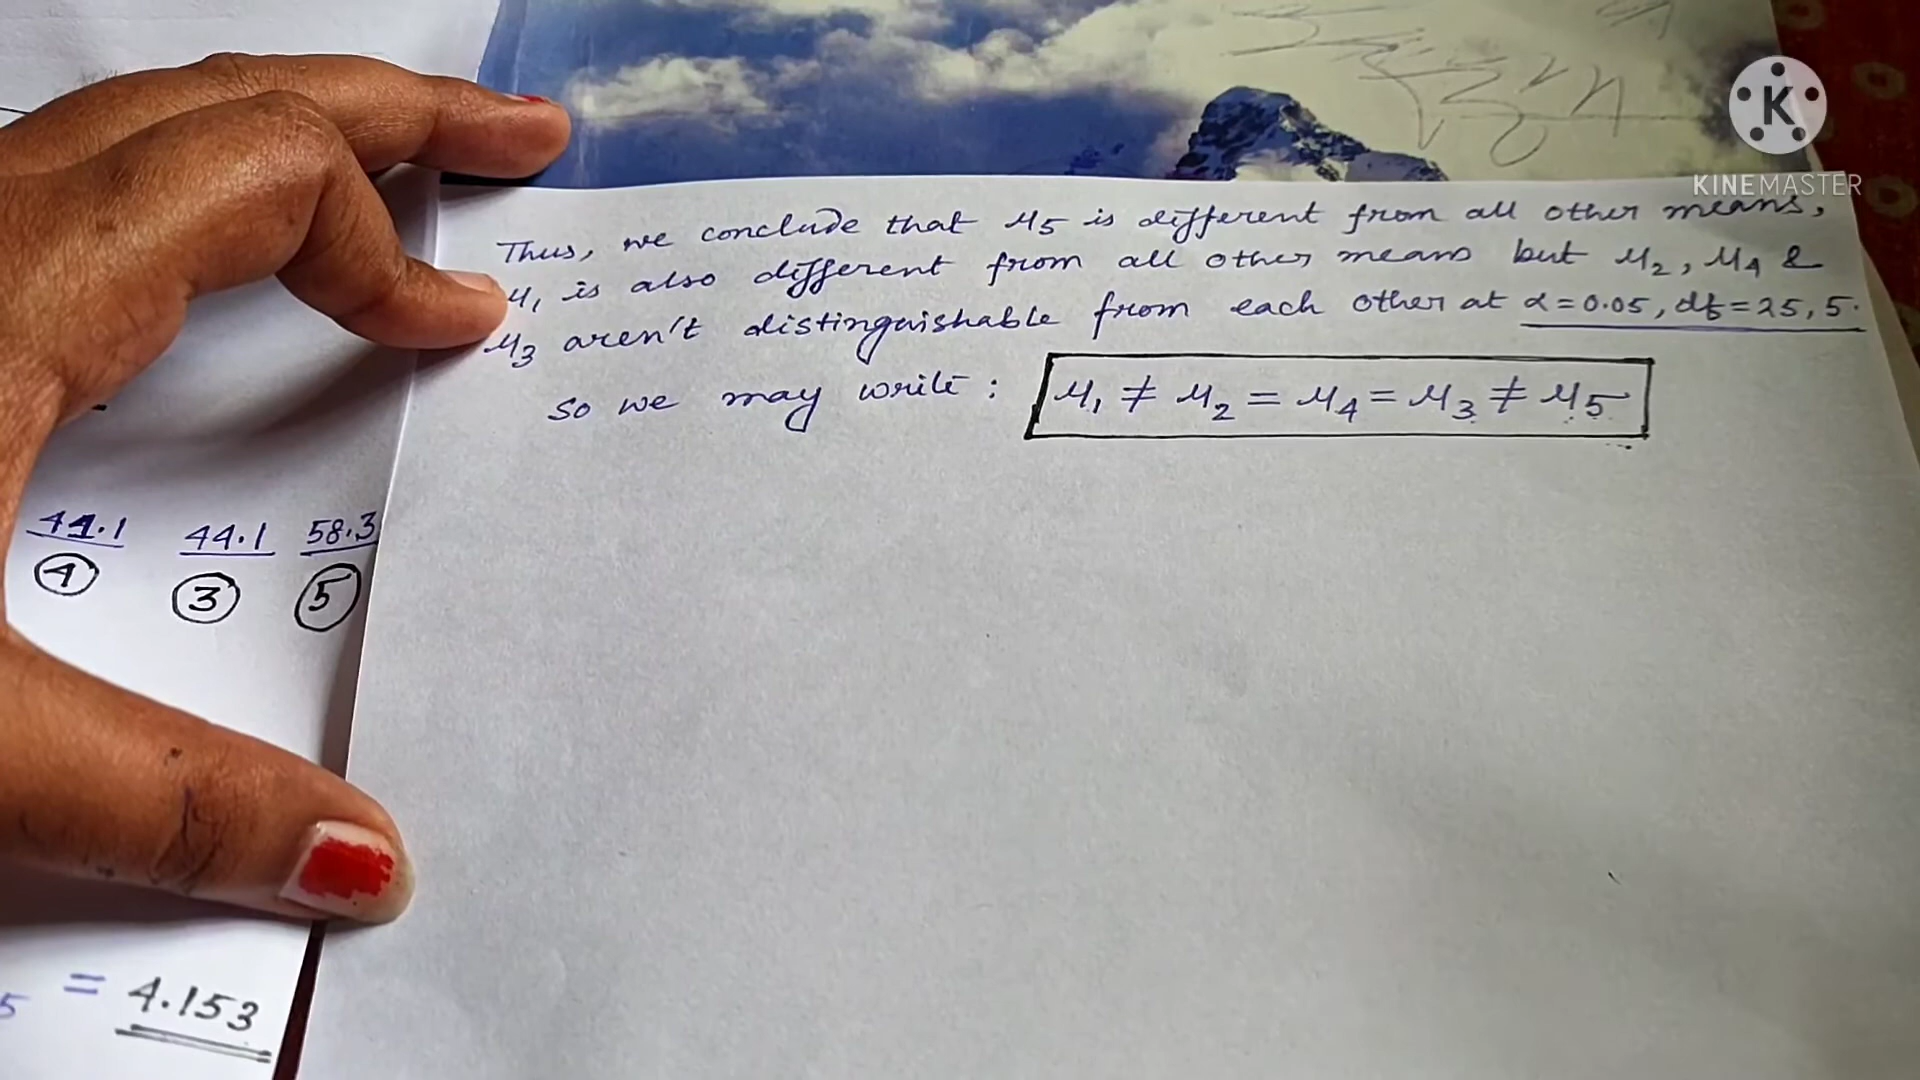 KINEMASTER
Thus, we conclude that μ5 is different from all other means,
μ1 is also different from all other means but μ2, μ4 &
μ3 aren't distinguishable from each other at α=0.05, df=25, 5.
So we may write : μ1 ≠ μ2 = μ4 = μ3 ≠ μ5
44.1 58.3
4 3 5
5 = 4.153